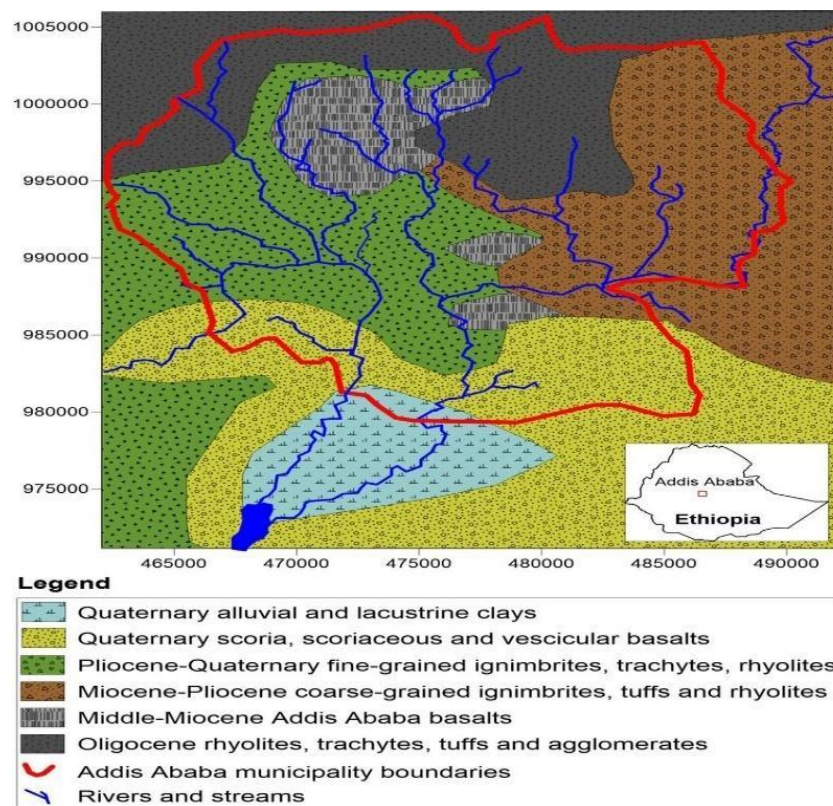 1005000
1000000
995000
990000
985000
980000
975000
Addis Ababa
Ethiopia
465000 470000 475000 480000 485000 490000
Legend
Quaternary alluvial and lacustrine clays
Quaternary scoria, scoriaceous and vescicular basalts
Pliocene-Quaternary fine-grained ignimbrites, trachytes, rhyolites
Miocene-Pliocene coarse-grained ignimbrites, tuffs and rhyolites
Middle-Miocene Addis Ababa basalts
Oligocene rhyolites, trachytes, tuffs and agglomerates
Addis Ababa municipality boundaries
Rivers and streams